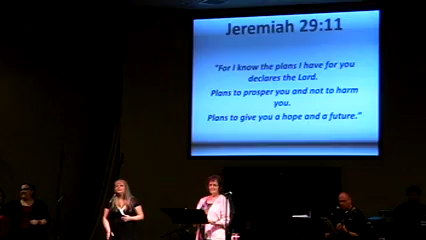 Jeremiah 29:11
"For I know the plans I have for you
declares the Lord.
Plans to prosper you and not to harm
you.
Plans to give you a hope and a future."